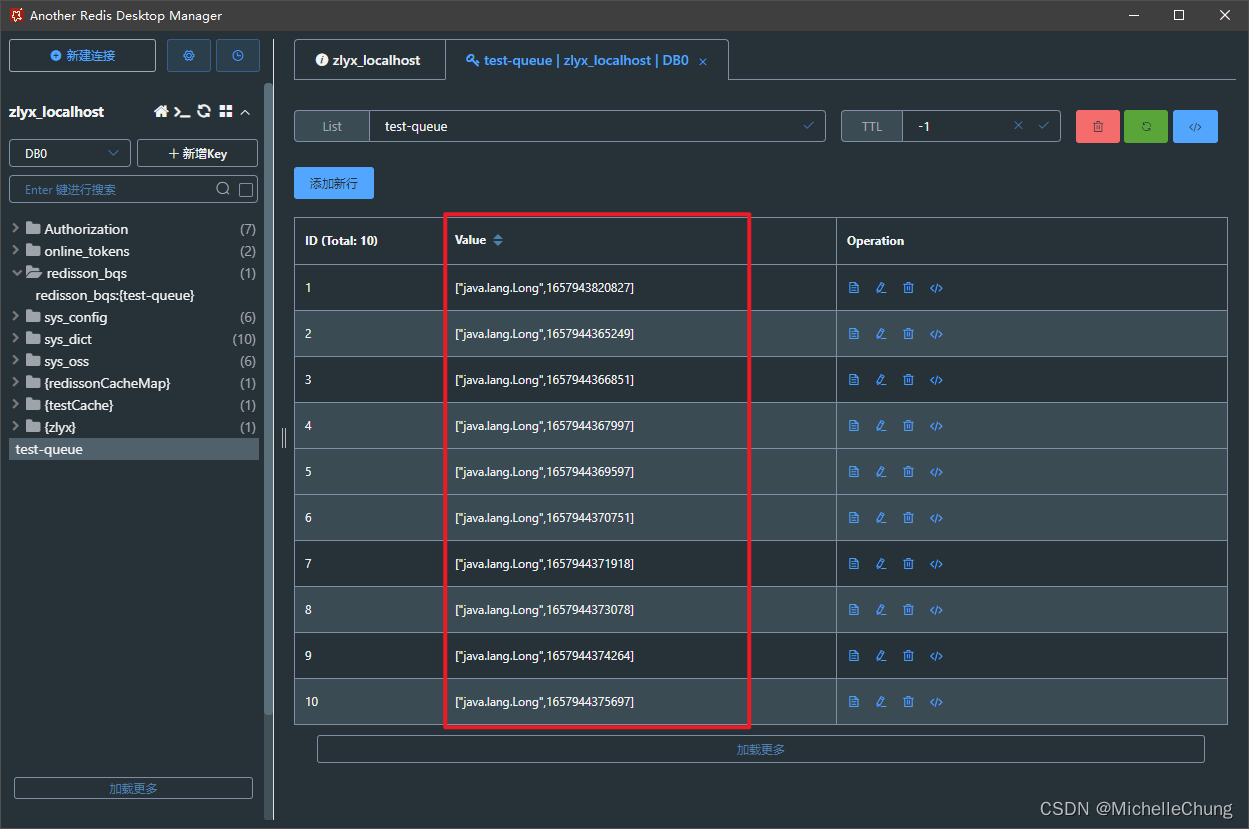 Another Redis Desktop Manager
新建连接
zlyx_localhost
DB0
+ 新增Key
Enter 键进行搜索
Authorization (7)
online_tokens (2)
redisson_bqs (1)
redisson_bqs:{test-queue}
sys_config (6)
sys_dict (10)
sys_oss (6)
{redissonCacheMap} (1)
{testCache} (1)
{zlyx} (1)
test-queue
加载更多
zlyx_localhost
test-queue | zlyx_localhost | DB0
List test-queue
TTL -1
添加新行
ID (Total: 10) Value Operation
1 ["java.lang.Long",1657943820827]
2 ["java.lang.Long",1657944365249]
3 ["java.lang.Long",1657944366851]
4 ["java.lang.Long",1657944367997]
5 ["java.lang.Long",1657944369597]
6 ["java.lang.Long",1657944370751]
7 ["java.lang.Long",1657944371918]
8 ["java.lang.Long",1657944373078]
9 ["java.lang.Long",1657944374264]
10 ["java.lang.Long",1657944375697]
加载更多
CSDN @MichelleChung